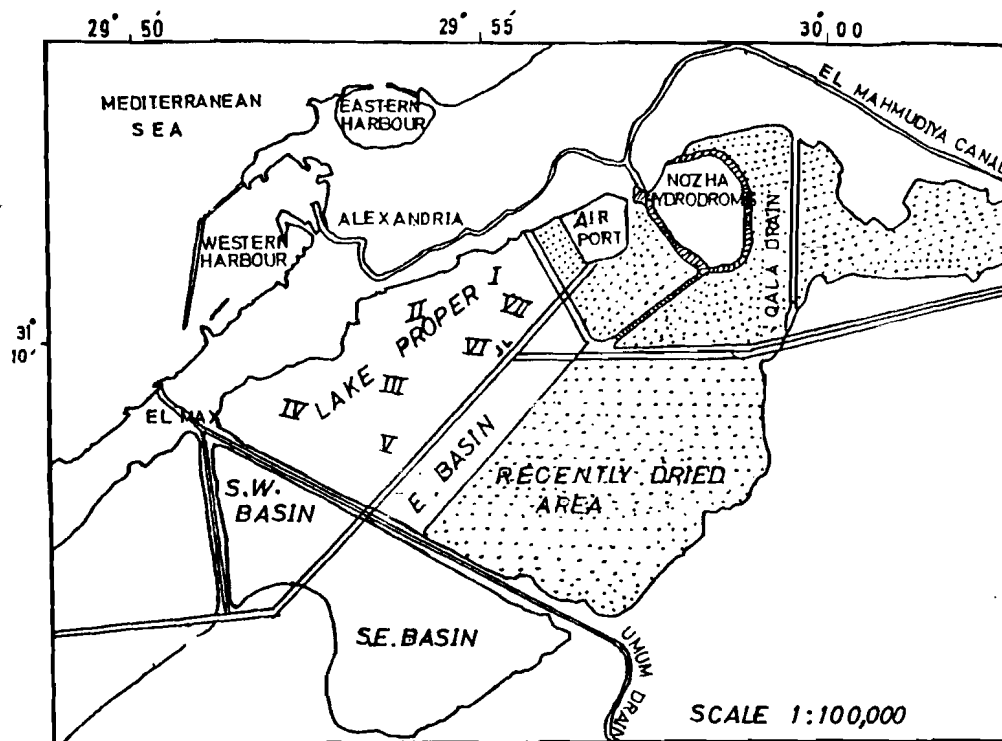 29° 50
29° 55'
30° 00
MEDITERRANEAN
SEA
EASTERN
HARBOUR
EL MAHMUDIYA CANAL
NOZHA
HYDRODROME
ALEXANDRIA
AIR
PORT
QALA DRAIN
WESTERN
HARBOUR
31°
10'
I
II
VII
VI
III
IV
V
LAKE PROPER
EL MAX
E. BASIN
RECENTLY DRIED
AREA
S.W.
BASIN
S.E. BASIN
UMUM DRAIN
SCALE 1:100,000